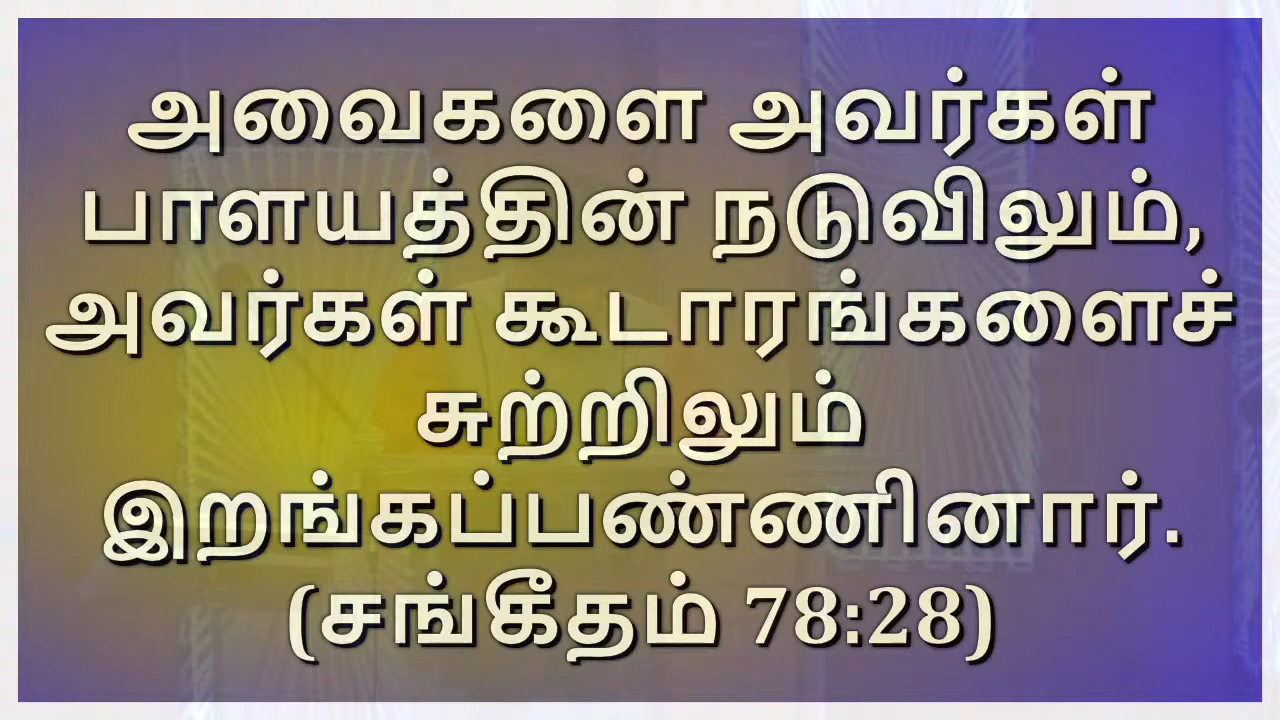 அவைகளை அவர்கள்
பாளயத்தின் நடுவிலும்,
அவர்கள் கூடாரங்களைச்
சுற்றிலும்
இறங்கப்பண்ணினார்.
(சங்கீதம் 78:28)